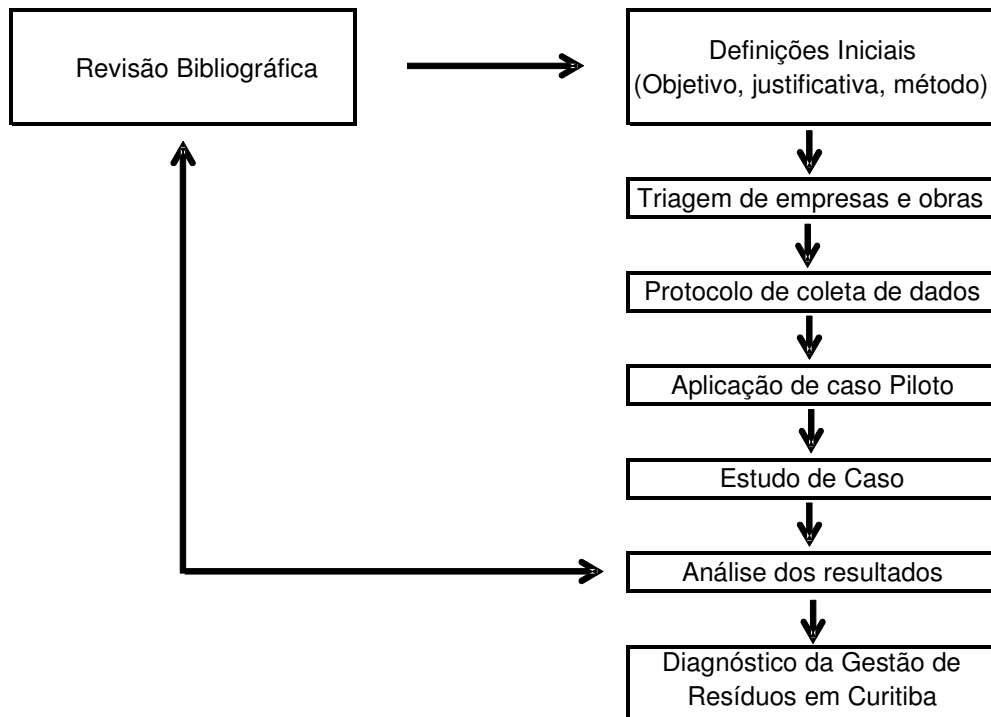 Revisão Bibliográfica
Definições Iniciais
(Objetivo, justificativa, método)
Triagem de empresas e obras
Protocolo de coleta de dados
Aplicação de caso Piloto
Estudo de Caso
Análise dos resultados
Diagnóstico da Gestão de
Resíduos em Curitiba